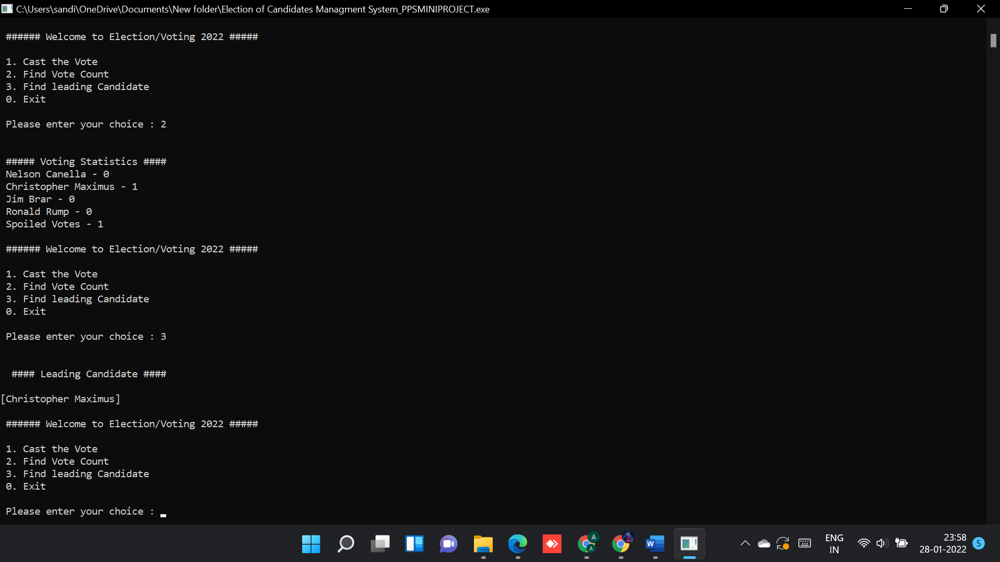 C:\Users\sandi\OneDrive\Documents\New folder\Election of Candidates Managment System_PPSMINIPROJECT.exe
###### Welcome to Election/Voting 2022 #####
1. Cast the Vote
2. Find Vote Count
3. Find leading Candidate
0. Exit
Please enter your choice : 2
##### Voting Statistics ####
Nelson Canella - 0
Christopher Maximus - 1
Jim Brar - 0
Ronald Rump - 0
Spoiled Votes - 1
###### Welcome to Election/Voting 2022 #####
1. Cast the Vote
2. Find Vote Count
3. Find leading Candidate
0. Exit
Please enter your choice : 3
#### Leading Candidate ####
[Christopher Maximus]
###### Welcome to Election/Voting 2022 #####
1. Cast the Vote
2. Find Vote Count
3. Find leading Candidate
0. Exit
Please enter your choice :
A
A
W
ENG
IN
23:58
28-01-2022
5